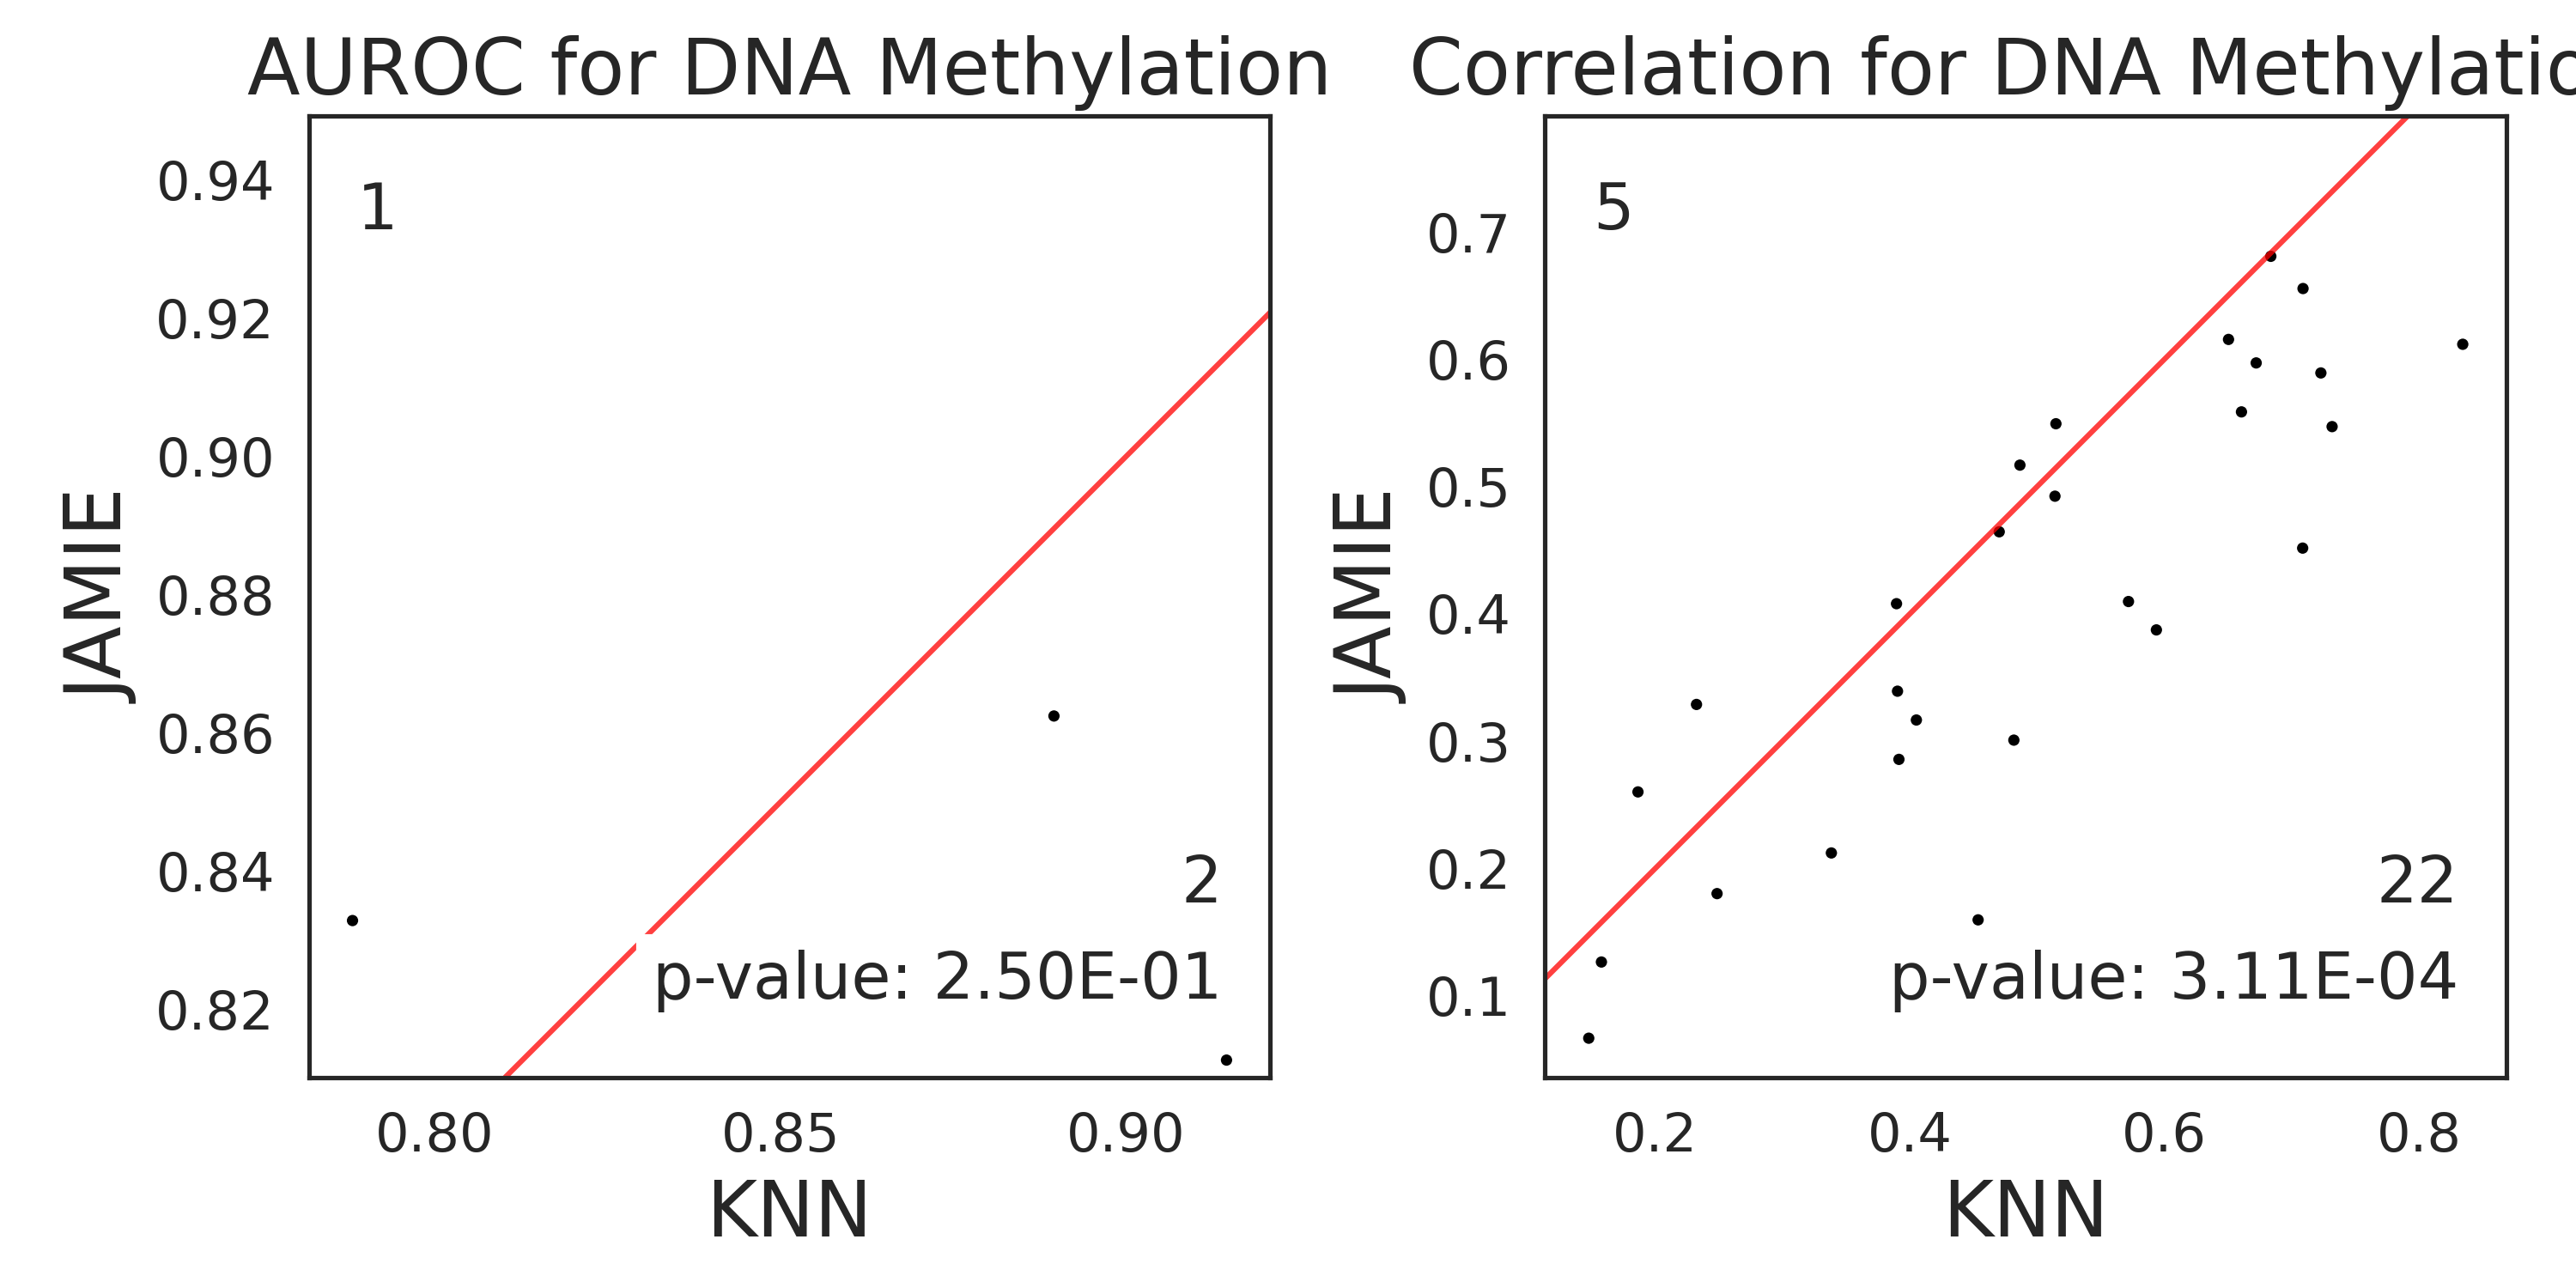 AUROC for DNA Methylation
1
0.94
0.92
0.90
0.88
0.86
0.84
0.82
JAMIE
2
p-value: 2.50E-01
0.80 0.85 0.90
KNN
Correlation for DNA Methylatio
5
0.7
0.6
0.5
0.4
0.3
0.2
0.1
JAMIE
22
p-value: 3.11E-04
0.2 0.4 0.6 0.8
KNN